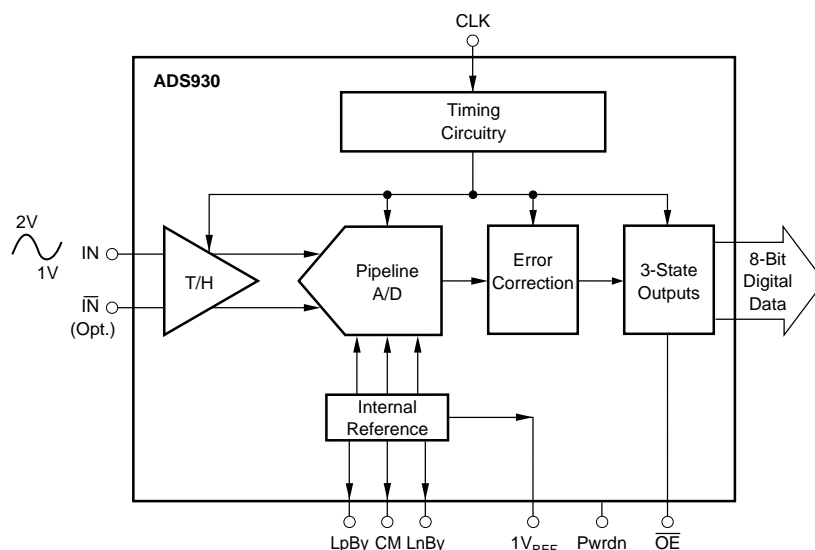 CLK
ADS930
Timing
Circuitry
2V
1V
IN
IN
(Opt.)
T/H
Pipeline
A/D
Error
Correction
3-State
Outputs
8-Bit
Digital
Data
Internal
Reference
LpBy CM LnBy 1VREF Pwrdn OE